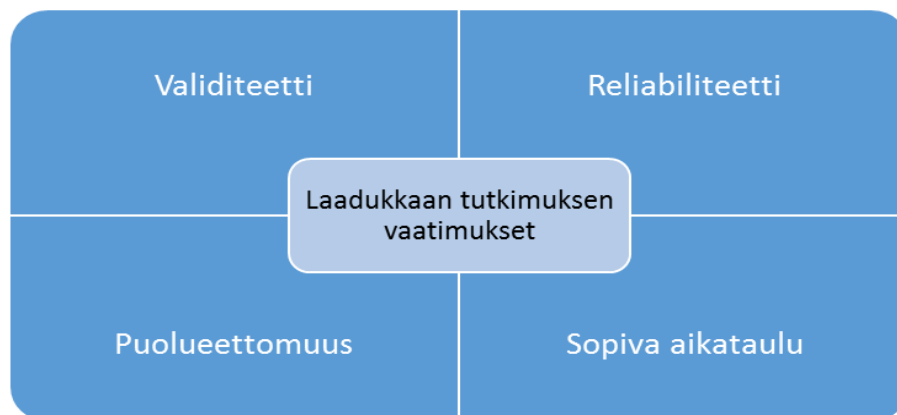 Validiteetti
Reliabiliteetti
Laadukkaan tutkimuksen
vaatimukset
Puolueettomuus
Sopiva aikataulu